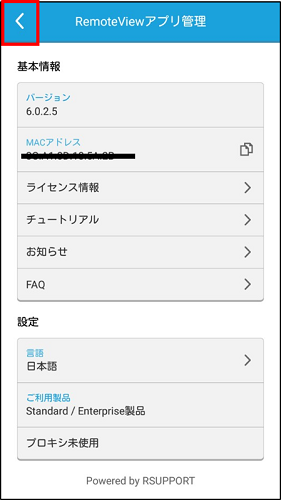 RemoteViewアプリ管理
基本情報
バージョン
6.0.2.5
MACアドレス
ライセンス情報
チュートリアル
お知らせ
FAQ
設定
言語
日本語
ご利用製品
Standard / Enterprise製品
プロキシ未使用
Powered by RSUPPORT